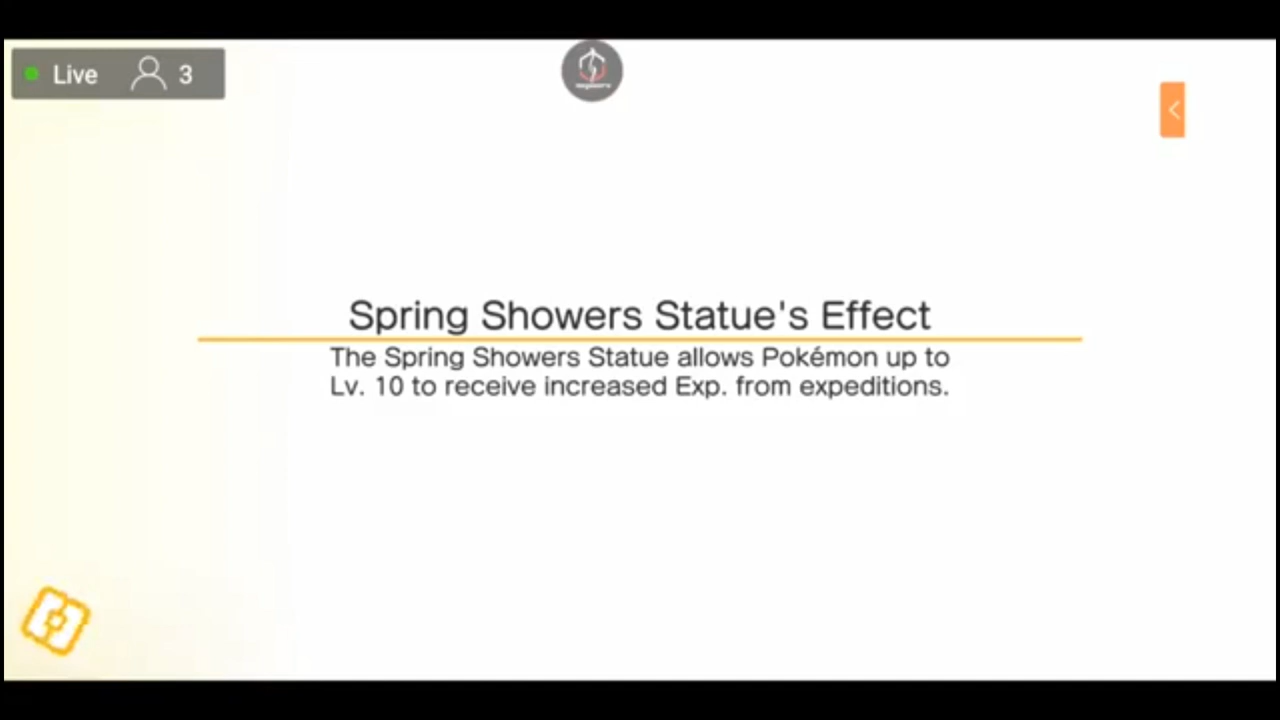 Live 3
Spring Showers Statue's Effect
The Spring Showers Statue allows Pokémon up to
Lv. 10 to receive increased Exp. from expeditions.